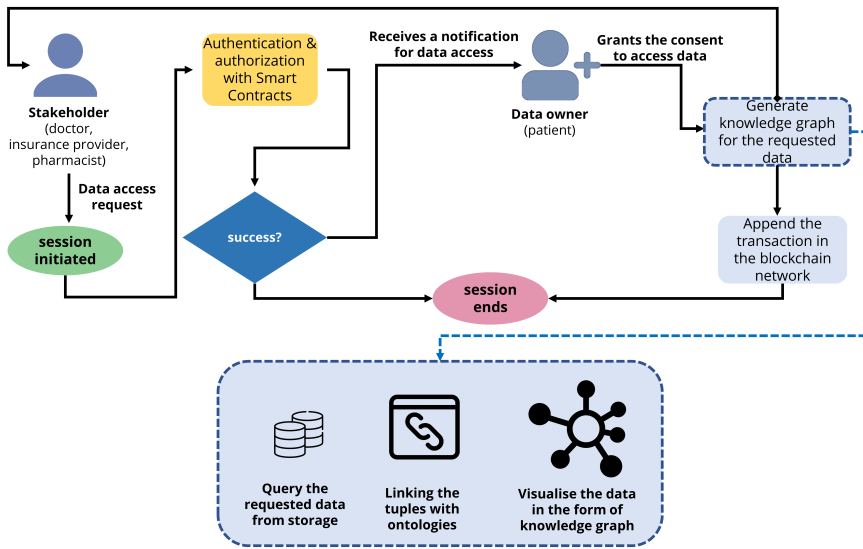 Stakeholder
(doctor,
insurance provider,
pharmacist)
Data access
request
session
initiated
Authentication &
authorization
with Smart
Contracts
success?
Receives a notification
for data access
Data owner
(patient)
Grants the consent
to access data
Generate
knowledge graph
for the requested
data
Append the
transaction in
the blockchain
network
session
ends
Query the
requested data
from storage
Linking the
tuples with
ontologies
Visualise the data
in the form of
knowledge graph